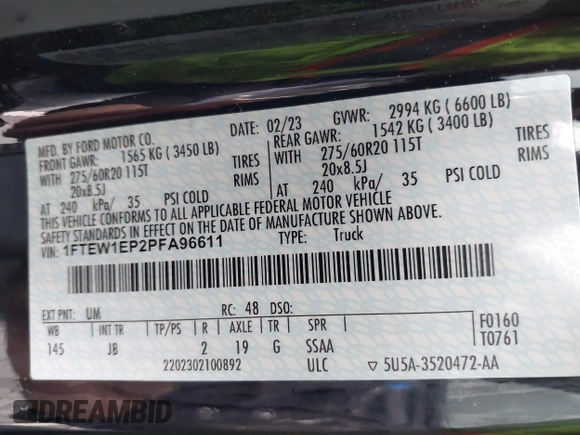 MFD. BY FORD MOTOR CO.
DATE: 02/23 GVWR: 2994 KG ( 6600 LB)
FRONT GAWR: 1565 KG ( 3450 LB) REAR GAWR: 1542 KG ( 3400 LB)
WITH 275/60R20 115T TIRES WITH 275/60R20 115T TIRES
20x8.5J RIMS 20x8.5J RIMS
AT 240 kPa/ 35 PSI COLD AT 240 kPa/ 35 PSI COLD
THIS VEHICLE CONFORMS TO ALL APPLICABLE FEDERAL MOTOR VEHICLE
SAFETY STANDARDS IN EFFECT ON THE DATE OF MANUFACTURE SHOWN ABOVE.
VIN: 1FTEW1EP2PFA96611 TYPE: Truck
EXT PNT: UM RC: 48 DSO:
WB INT TR TP/PS R AXLE TR SPR F0160
145 JB 2 19 G SSAA T0761
2202302100892 ULC ▽ 5U5A-3520472-AA
DREAMBID